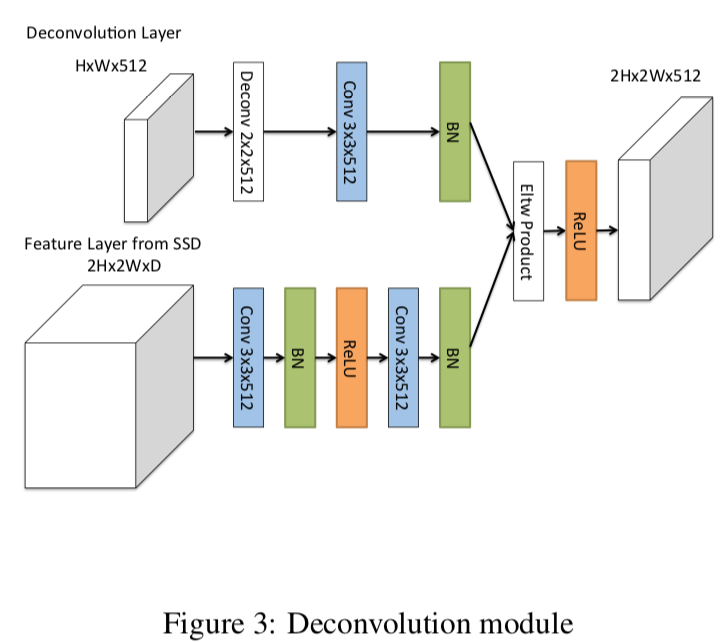 Deconvolution Layer
HxWx512
2Hx2Wx512
Deconv 2x2x512
Conv 3x3x512
BN
Eltw Product
ReLU
Feature Layer from SSD
2Hx2WxD
Conv 3x3x512
BN
ReLU
Conv 3x3x512
BN
Figure 3: Deconvolution module